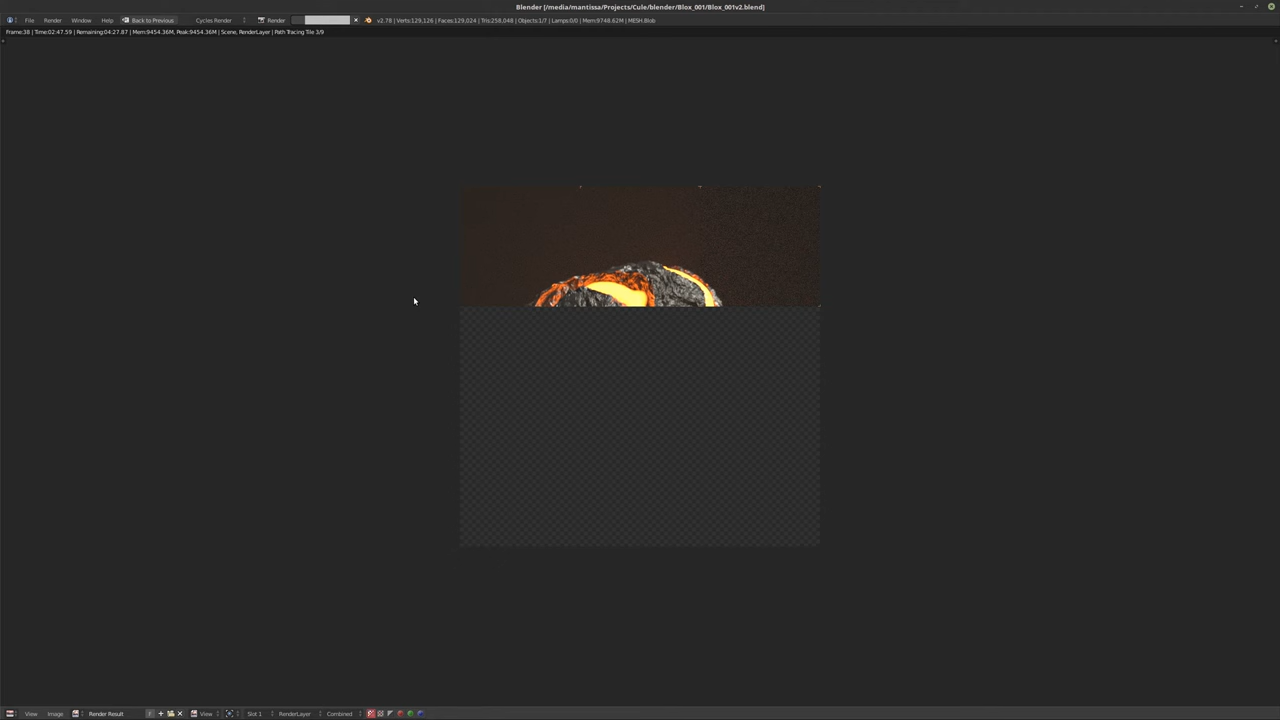 Blender [/media/mantissa/Projects/Cule/blender/Blox_001/Blox_001v2.blend]
File Render Window Help Back to Previous Cycles Render Render v2.78 | Verts:129,126 | Faces:129,024 | Tris:258,048 | Objects:1/7 | Lamps:0/0 | Mem:9748.62M | MESH.Blob
Frame:38 | Time:02:47.59 | Remaining:04:27.87 | Mem:9454.36M, Peak:9454.36M | Scene, RenderLayer | Path Tracing Tile 3/9
View Image Render Result F View Slot 1 RenderLayer Combined